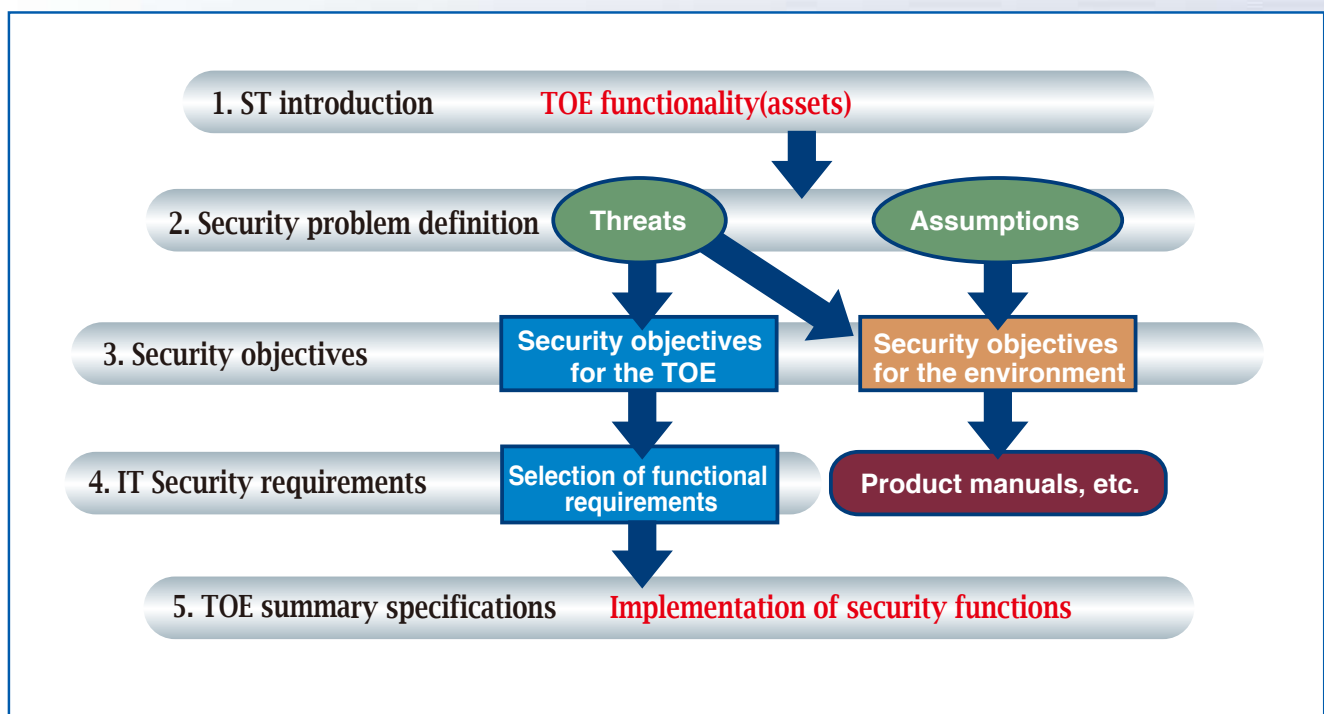 1. ST introduction TOE functionality(assets)
2. Security problem definition Threats Assumptions
3. Security objectives
Security objectives
for the TOE
Security objectives
for the environment
4. IT Security requirements
Selection of functional
requirements
Product manuals, etc.
5. TOE summary specifications Implementation of security functions